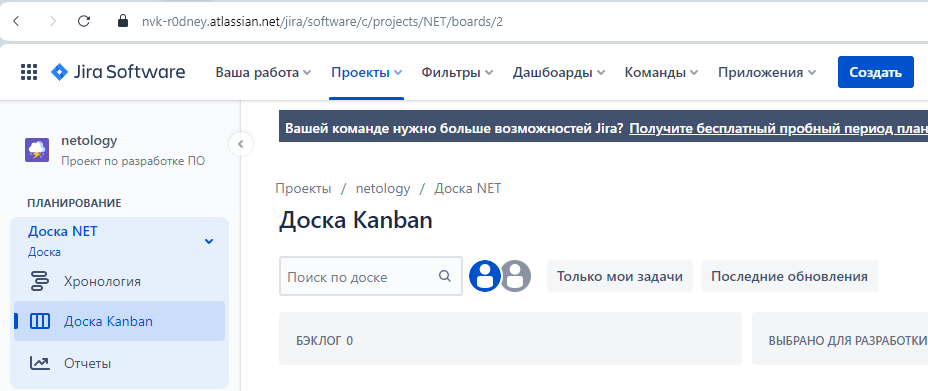 nvk-r0dney.atlassian.net/jira/software/c/projects/NET/boards/2
Jira Software Ваша работа Проекты Фильтры Дашборды Команды Приложения Создать
netology
Проект по разработке ПО
ПЛАНИРОВАНИЕ
Доска NET
Доска
Хронология
Доска Kanban
Отчеты
Вашей команде нужно больше возможностей Jira? Получите бесплатный пробный период план
Проекты / netology / Доска NET
Доска Kanban
Поиск по доске Только мои задачи Последние обновления
БЭКЛОГ 0 ВЫБРАНО ДЛЯ РАЗРАБОТКИ